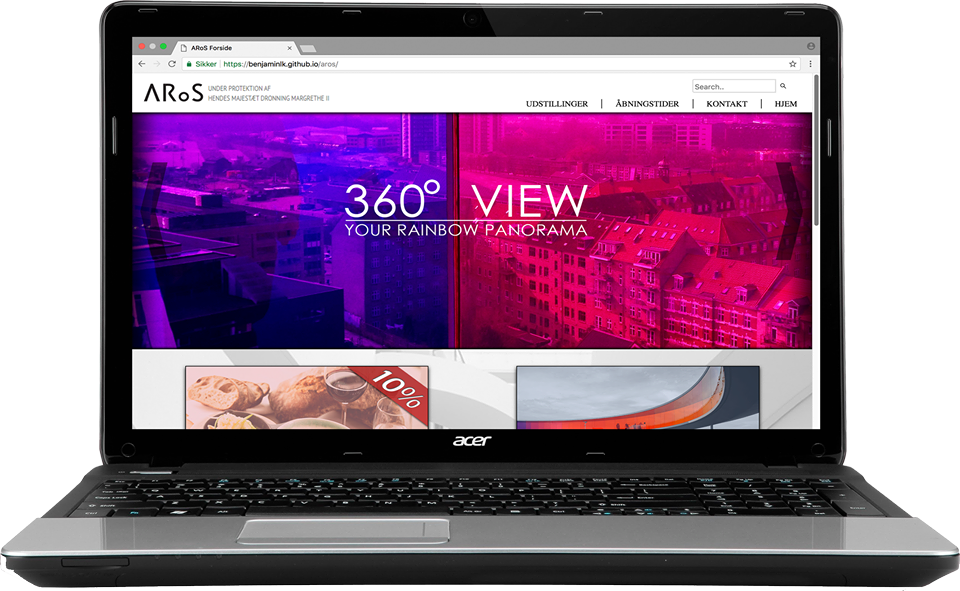 ARoS Forside
Sikker | https://benjaminlk.github.io/aros/
ARoS
UNDER PROTEKTION AF
HENDES MAJESTÆT DRONNING MARGRETHE II
Search..
UDSTILLINGER | ÅBNINGSTIDER | KONTAKT | HJEM
360° VIEW
YOUR RAINBOW PANORAMA
10%
acer